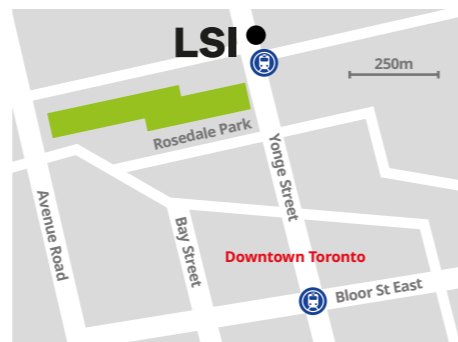 LSI
250m
Rosedale Park
Yonge Street
Avenue Road
Bay Street
Downtown Toronto
Bloor St East